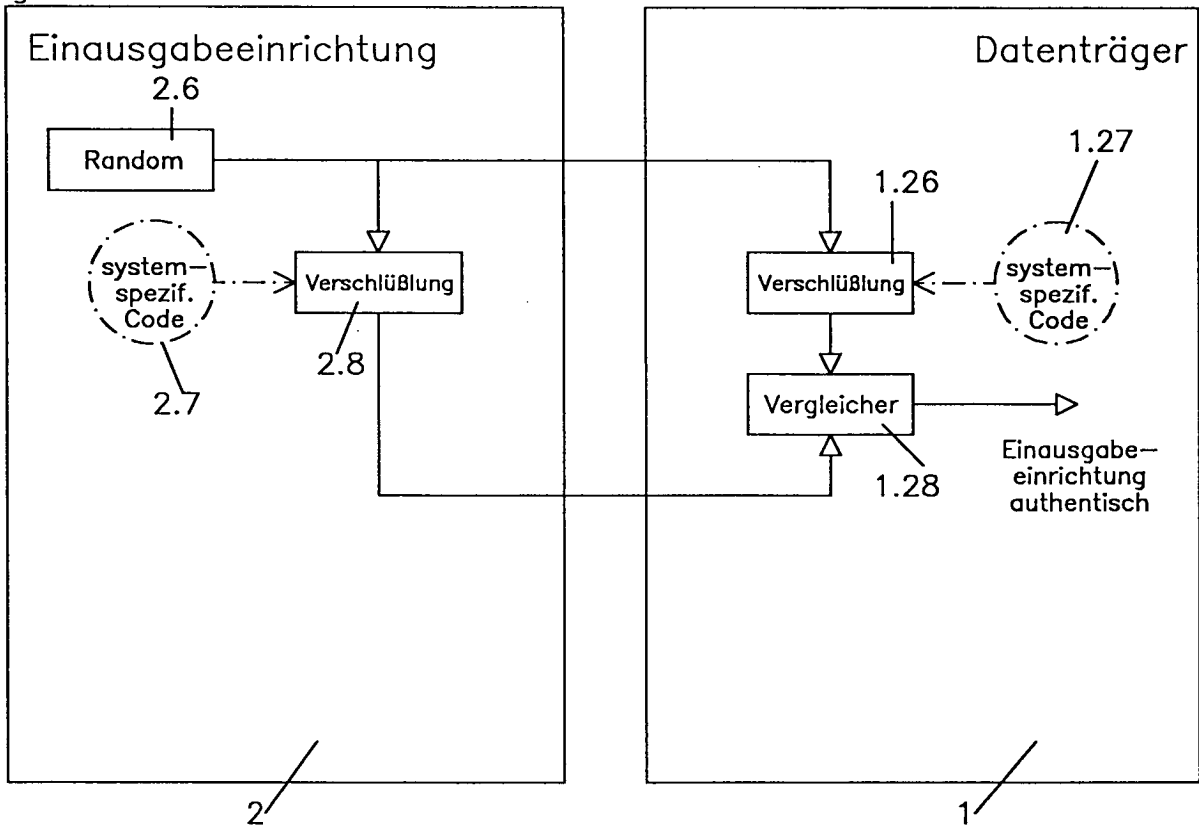 g
Einausgabeeinrichtung
2.6
Random
system—
spezif.
Code
2.7
Verschlüßlung
2.8
Datenträger
1.27
1.26
Verschlüßlung
system—
spezif.
Code
Vergleicher
1.28
Einausgabe—
einrichtung
authentisch
2
1